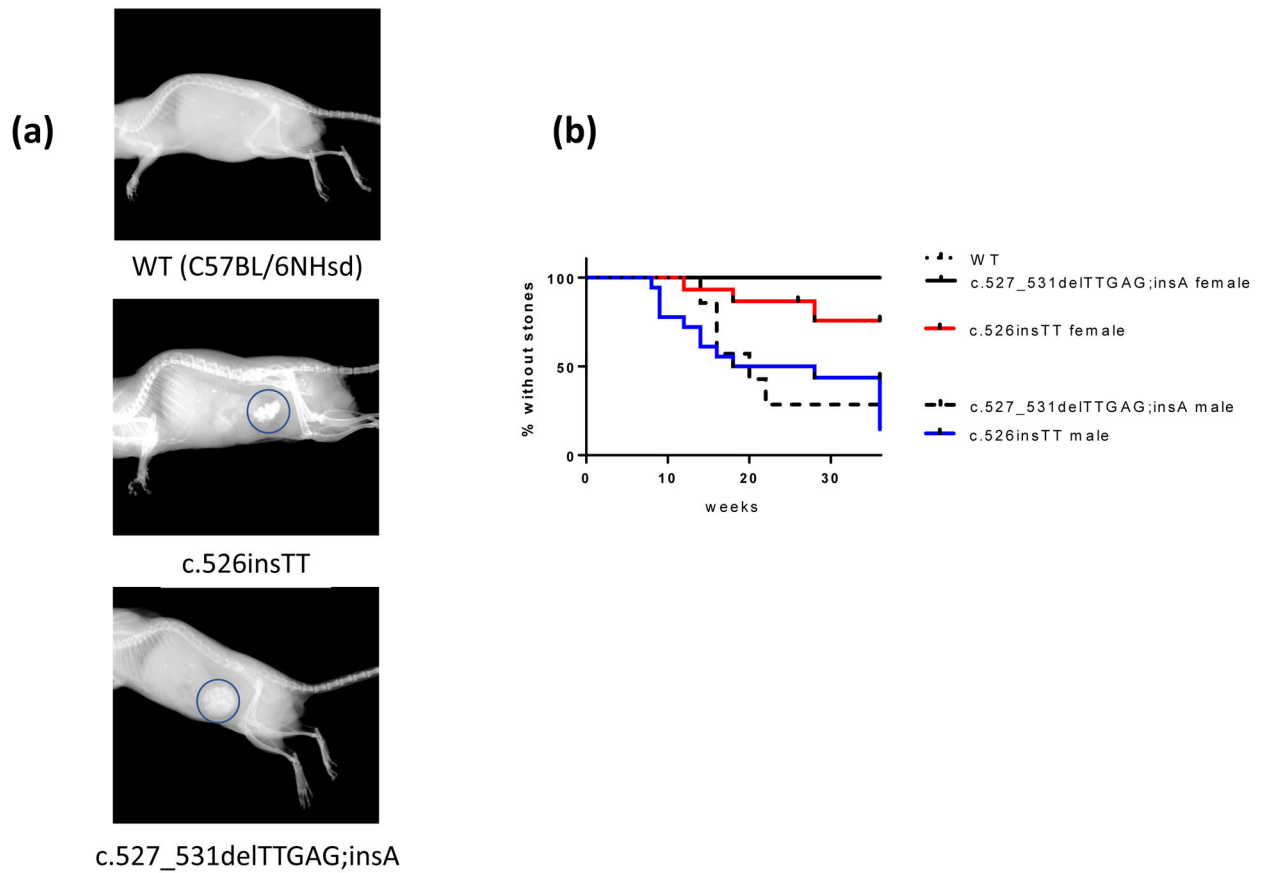 (a)
WT (C57BL/6NHsd)
c.526insTT
c.527_531delTTGAG;insA
(b)
% without stones
100
50
0
0 10 20 30
weeks
WT
c.527_531delTTGAG;insA female
c.526insTT female
c.527_531delTTGAG;insA male
c.526insTT male